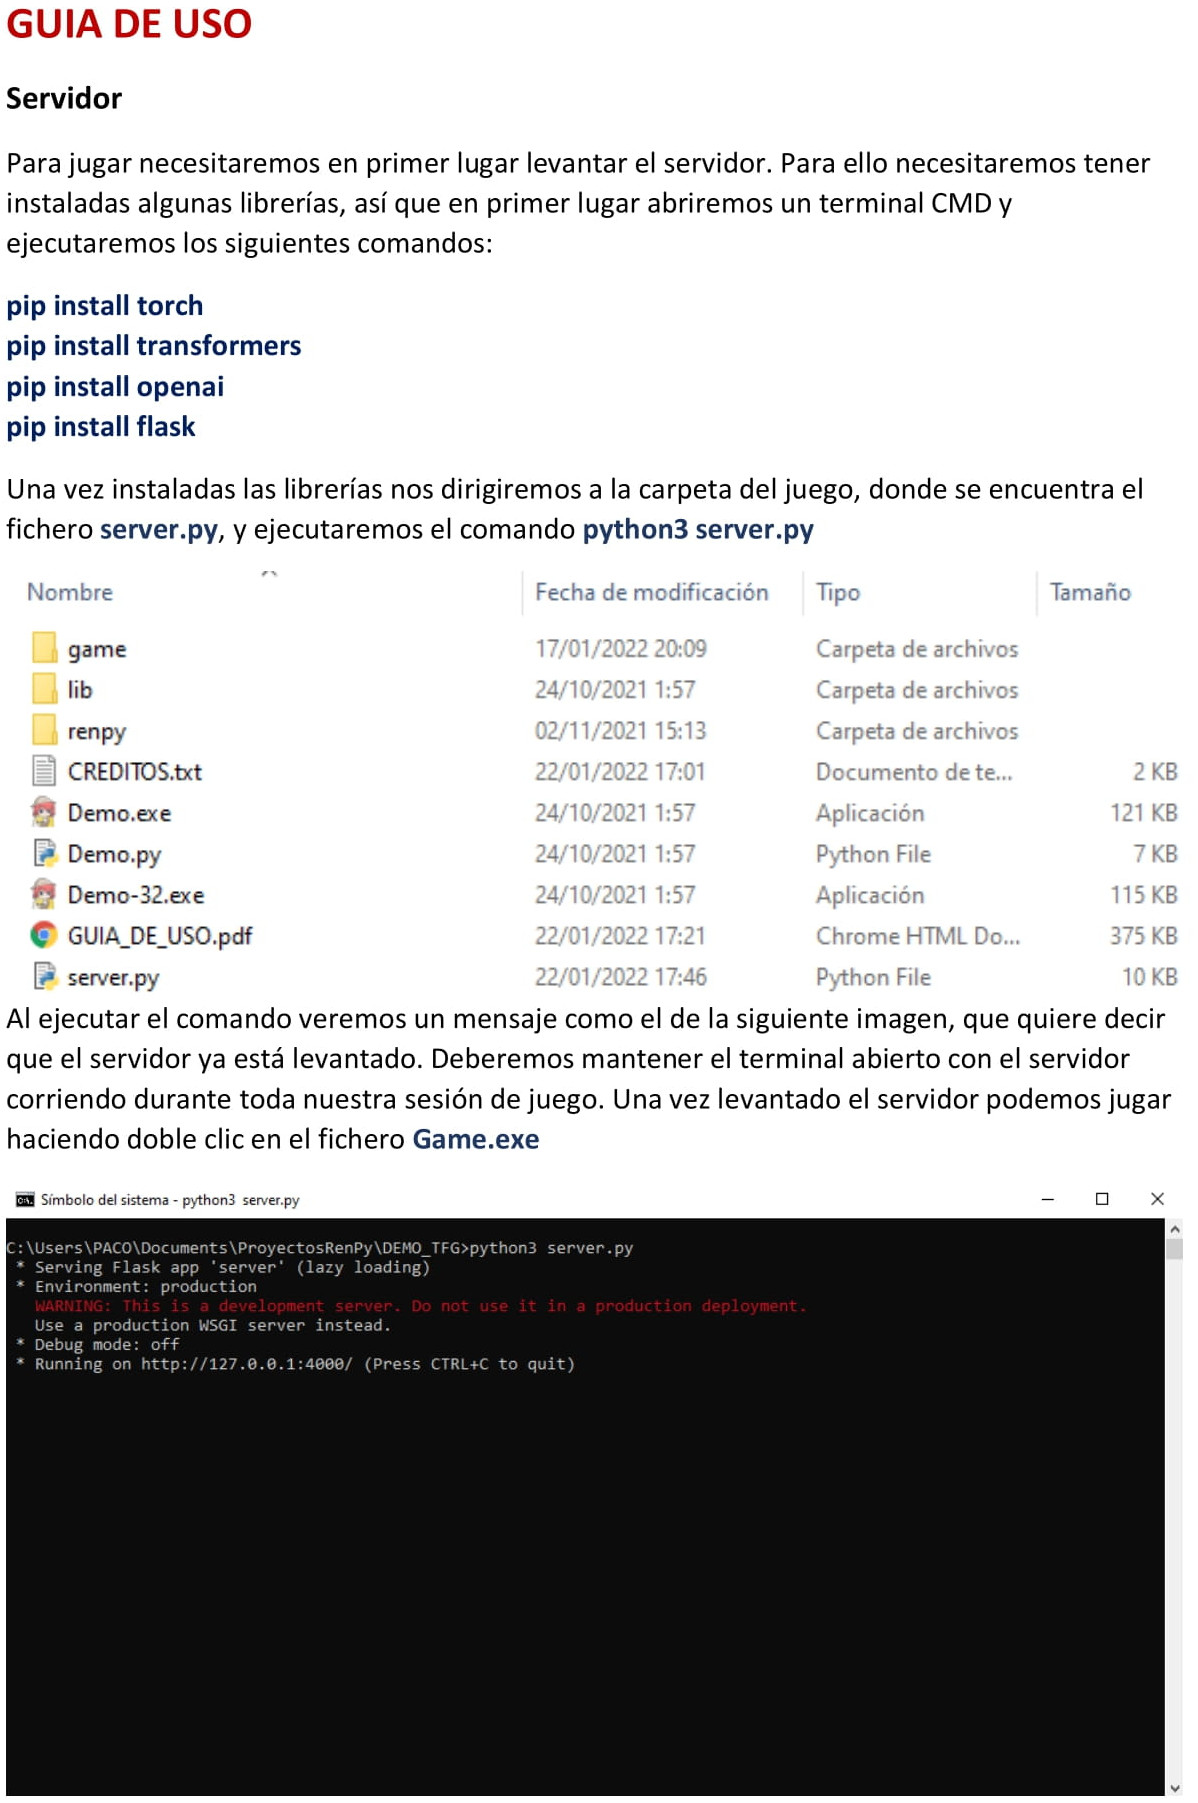 GUIA DE USO
Servidor
Para jugar necesitaremos en primer lugar levantar el servidor. Para ello necesitaremos tener
instaladas algunas librerías, así que en primer lugar abriremos un terminal CMD y
ejecutaremos los siguientes comandos:
pip install torch
pip install transformers
pip install openai
pip install flask
Una vez instaladas las librerías nos dirigiremos a la carpeta del juego, donde se encuentra el
fichero server.py, y ejecutaremos el comando python3 server.py
Nombre Fecha de modificación Tipo Tamaño
game 17/01/2022 20:09 Carpeta de archivos
lib 24/10/2021 1:57 Carpeta de archivos
renpy 02/11/2021 15:13 Carpeta de archivos
CREDITOS.txt 22/01/2022 17:01 Documento de te... 2 KB
Demo.exe 24/10/2021 1:57 Aplicación 121 KB
Demo.py 24/10/2021 1:57 Python File 7 KB
Demo-32.exe 24/10/2021 1:57 Aplicación 115 KB
GUIA_DE_USO.pdf 22/01/2022 17:21 Chrome HTML Do... 375 KB
server.py 22/01/2022 17:46 Python File 10 KB
Al ejecutar el comando veremos un mensaje como el de la siguiente imagen, que quiere decir
que el servidor ya está levantado. Deberemos mantener el terminal abierto con el servidor
corriendo durante toda nuestra sesión de juego. Una vez levantado el servidor podemos jugar
haciendo doble clic en el fichero Game.exe
Símbolo del sistema - python3 server.py
C:\Users\PACO\Documents\ProyectosRenPy\DEMO_TFG>python3 server.py
* Serving Flask app 'server' (lazy loading)
* Environment: production
WARNING: This is a development server. Do not use it in a production deployment.
Use a production WSGI server instead.
* Debug mode: off
* Running on http://127.0.0.1:4000/ (Press CTRL+C to quit)